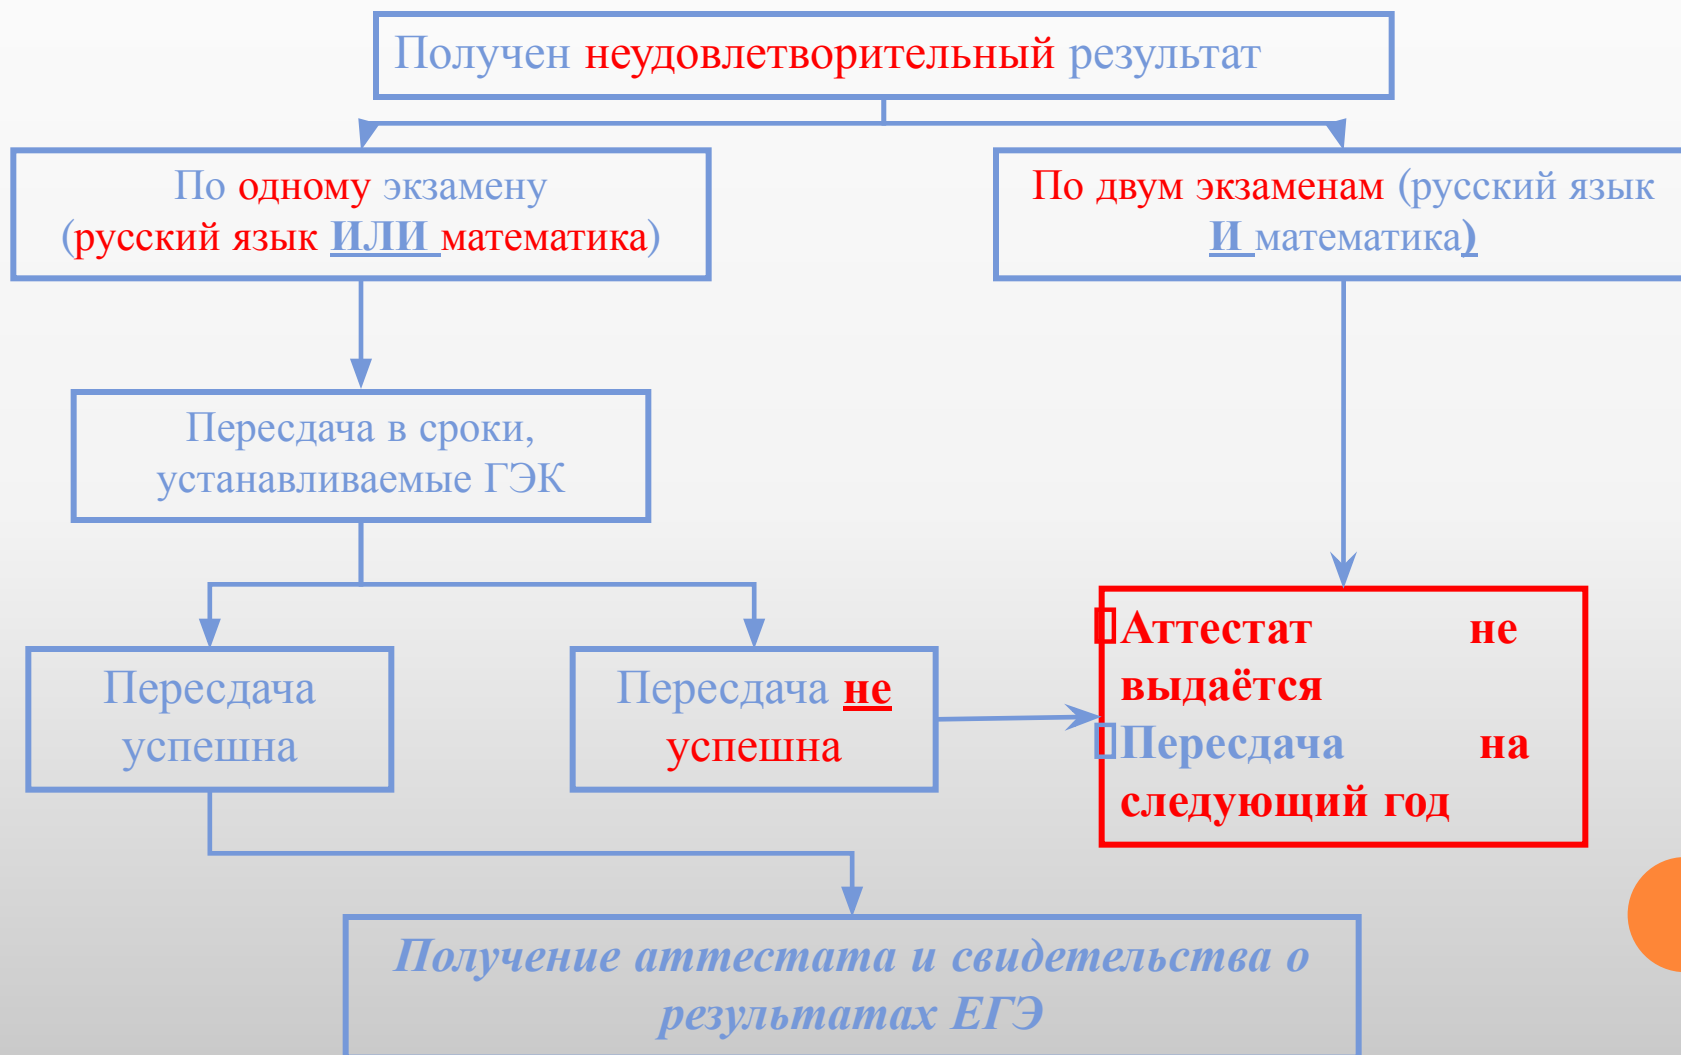 Получен неудовлетворительный результат
По одному экзамену
(русский язык ИЛИ математика)
По двум экзаменам (русский язык
И математика)
Пересдача в сроки,
устанавливаемые ГЭК
Пересдача
успешна
Пересдача не
успешна
Аттестат не
выдаётся
Пересдача на
следующий год
Получение аттестата и свидетельства о
результатах ЕГЭ